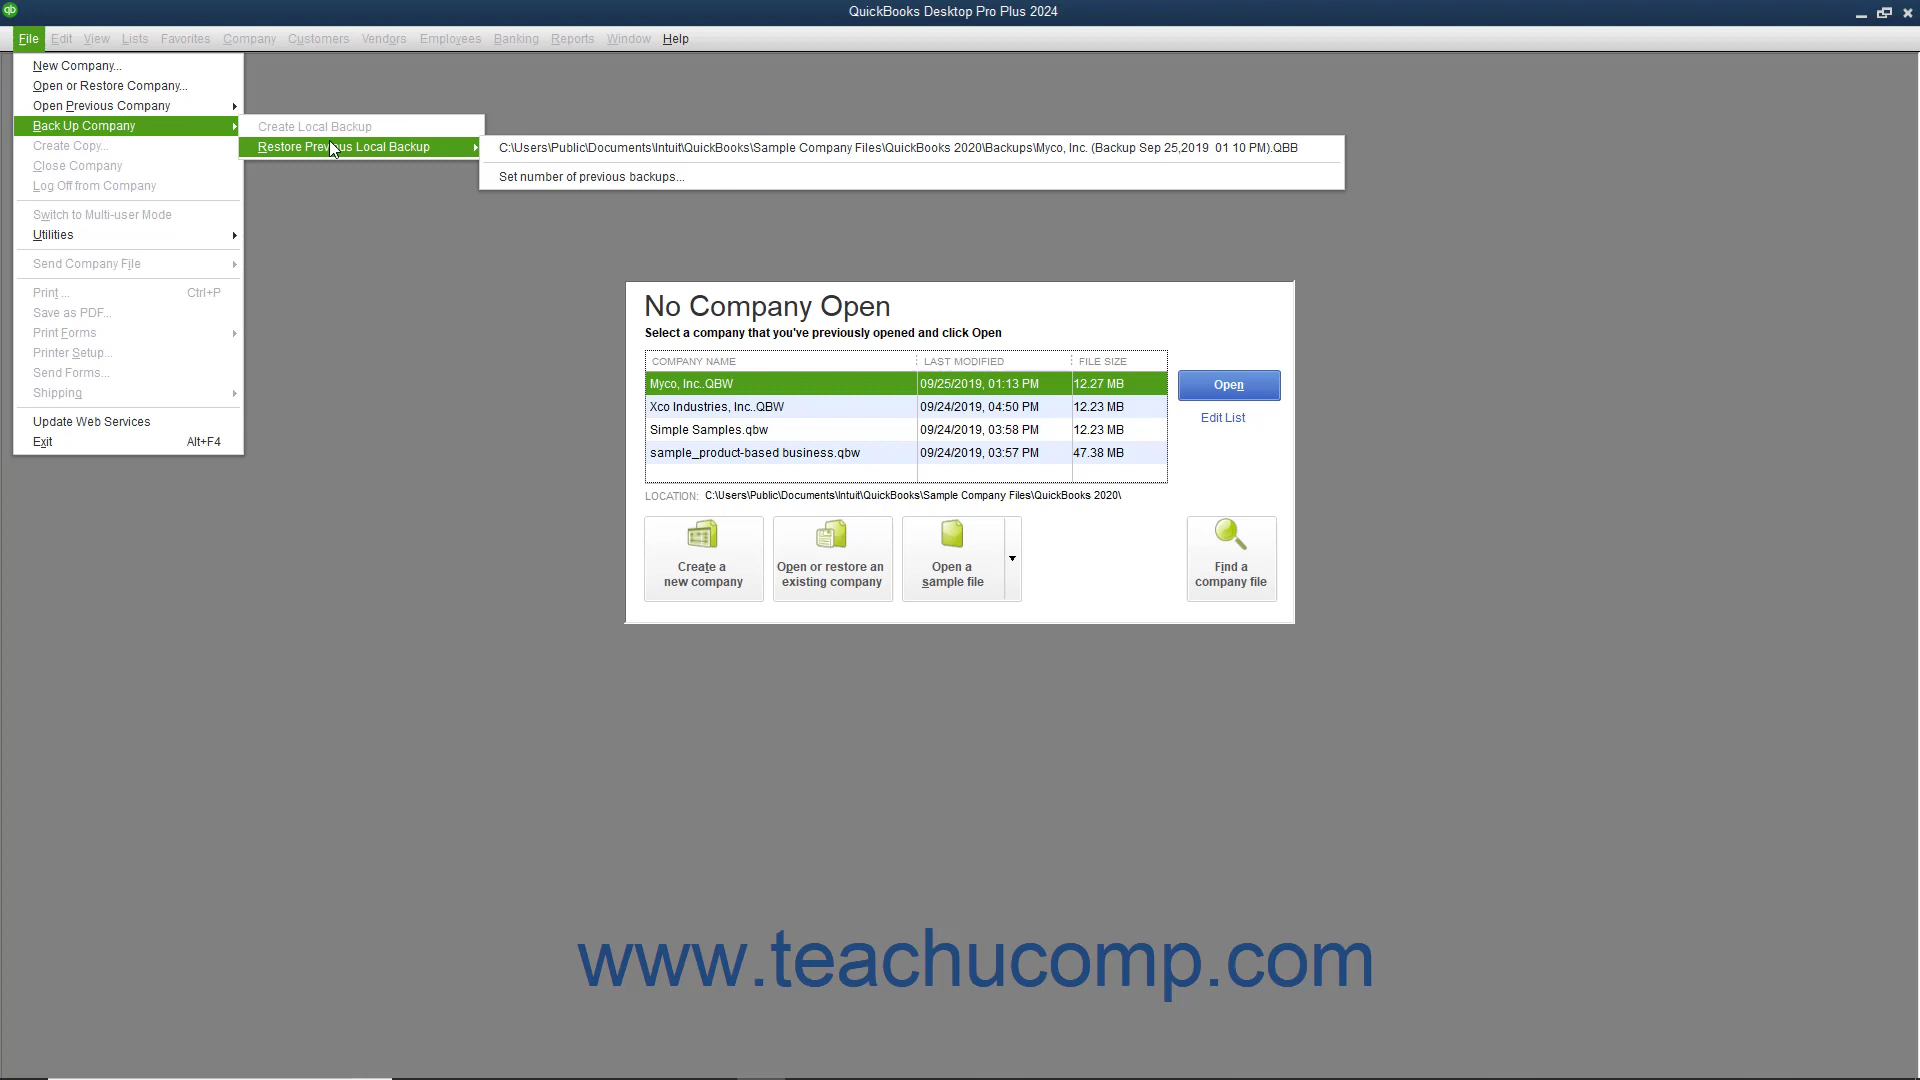 qb
QuickBooks Desktop Pro Plus 2024
File Edit View Lists Favorites Company Customers Vendors Employees Banking Reports Window Help
New Company...
Open or Restore Company...
Open Previous Company
Back Up Company
Create Copy...
Close Company
Log Off from Company
Switch to Multi-user Mode
Utilities
Send Company File
Print ... Ctrl+P
Save as PDF...
Print Forms
Printer Setup...
Send Forms...
Shipping
Update Web Services
Exit Alt+F4
Create Local Backup
Restore Previous Local Backup
C:\Users\Public\Documents\Intuit\QuickBooks\Sample Company Files\QuickBooks 2020\Backups\Myco, Inc. (Backup Sep 25,2019  01 10 PM).QBB
Set number of previous backups...
No Company Open
Select a company that you've previously opened and click Open
COMPANY NAME LAST MODIFIED FILE SIZE
Myco, Inc..QBW 09/25/2019, 01:13 PM 12.27 MB
Xco Industries, Inc..QBW 09/24/2019, 04:50 PM 12.23 MB
Simple Samples.qbw 09/24/2019, 03:58 PM 12.23 MB
sample_product-based business.qbw 09/24/2019, 03:57 PM 47.38 MB
Open
Edit List
LOCATION: C:\Users\Public\Documents\Intuit\QuickBooks\Sample Company Files\QuickBooks 2020\
Create a
new company
Open or restore an
existing company
Open a
sample file
Find a
company file
www.teachucomp.com